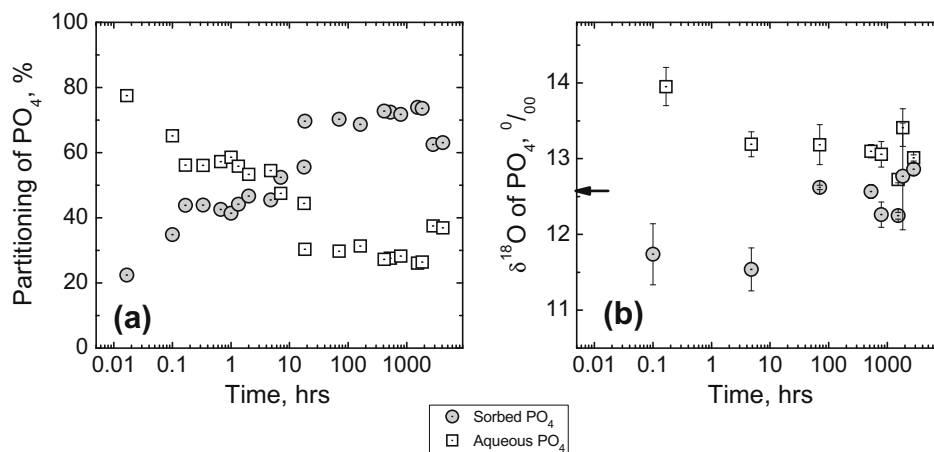 Partitioning of PO4, %
100
80
60
40
20
0
(a)
0.01 0.1 1 10 100 1000
Time, hrs
δ18O of PO4, 0/00
14
13
12
11
(b)
0.01 0.1 1 10 100 1000
Time, hrs
Sorbed PO4
Aqueous PO4